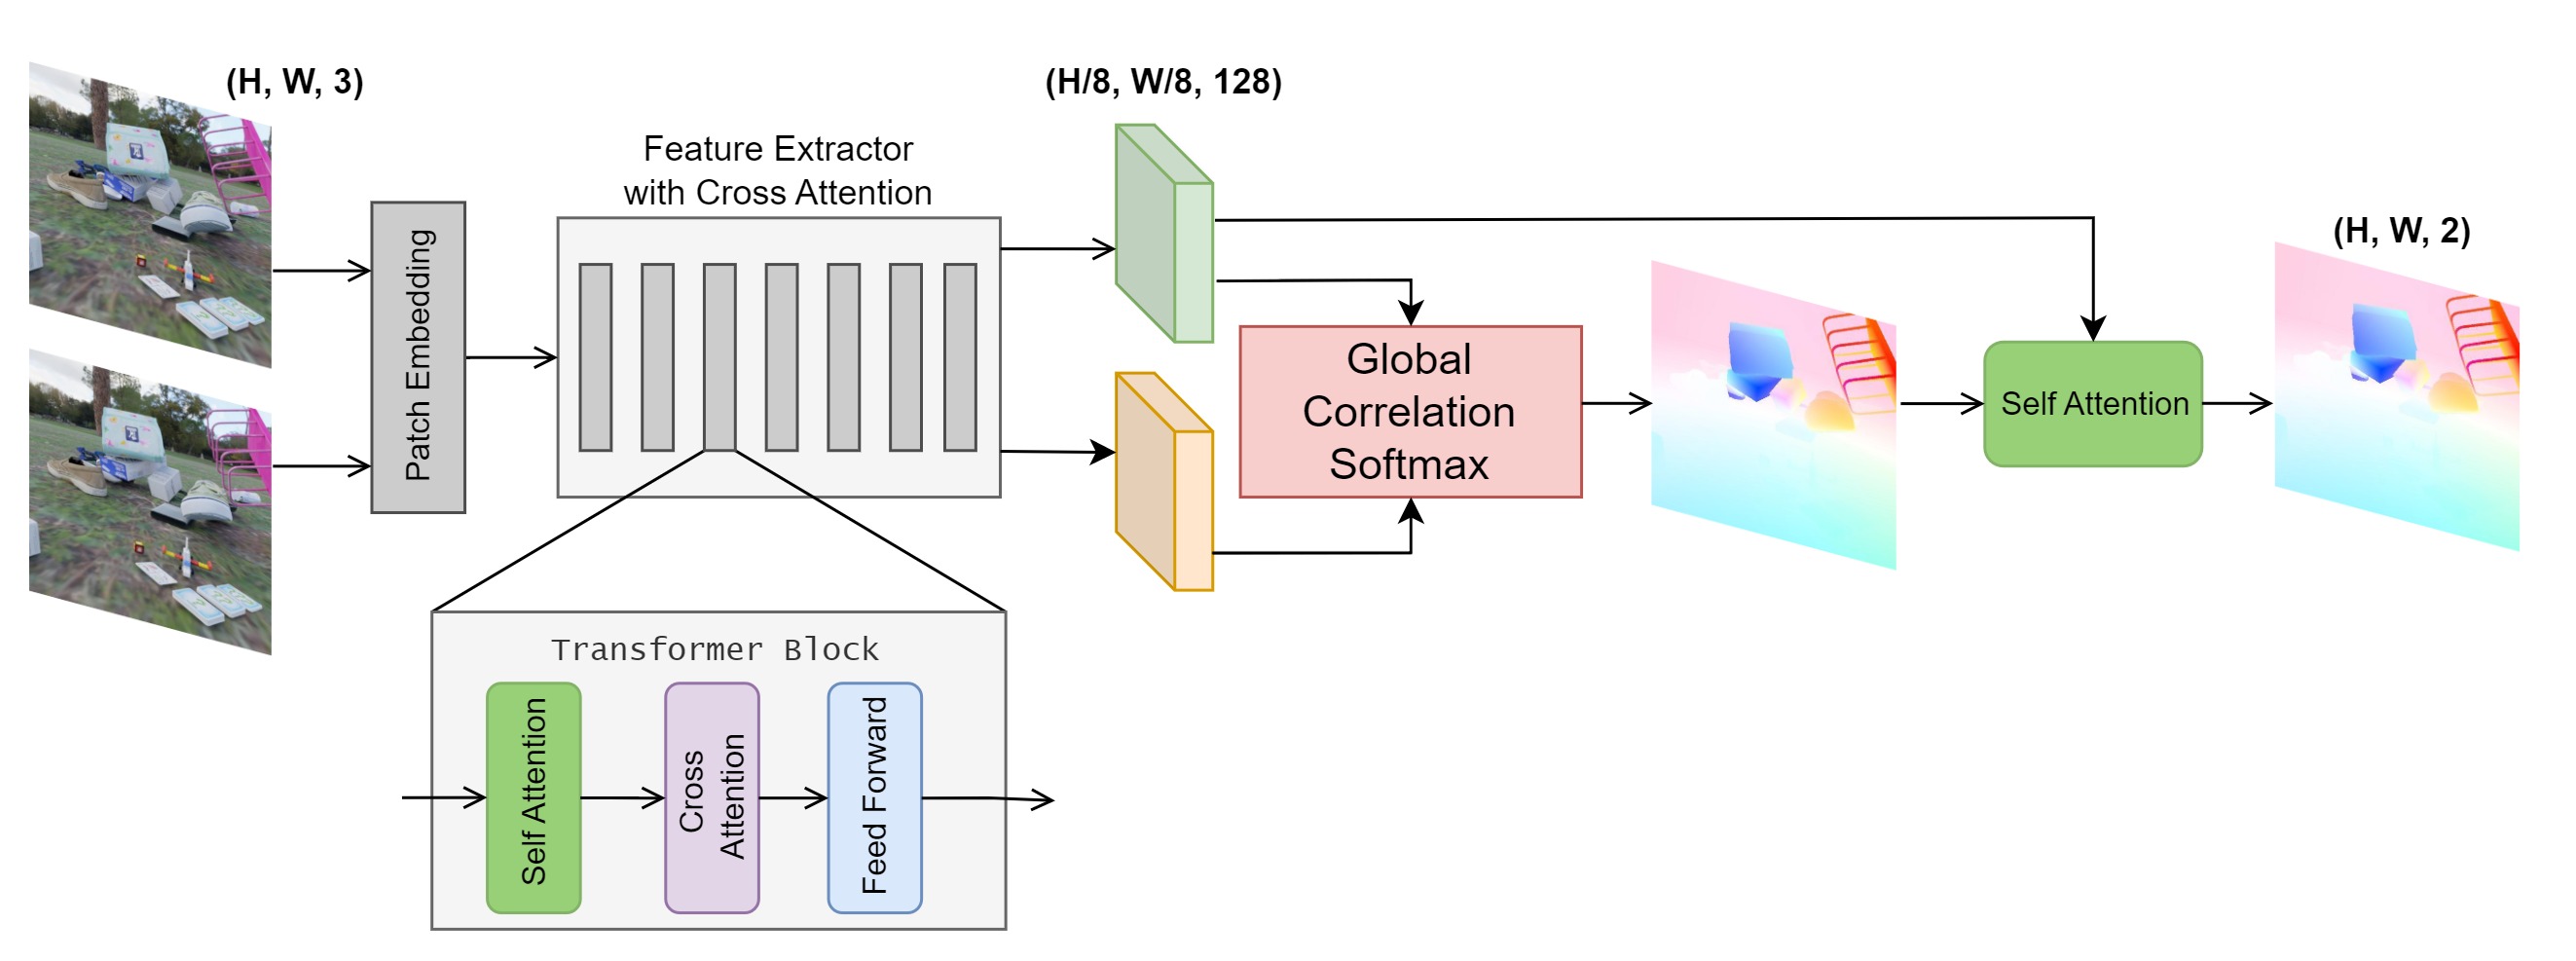 (H, W, 3)
(H/8, W/8, 128)
Feature Extractor
with Cross Attention
Patch Embedding
(H, W, 2)
Global
Correlation
Softmax
Self Attention
Transformer Block
Self Attention
Cross
Attention
Feed Forward